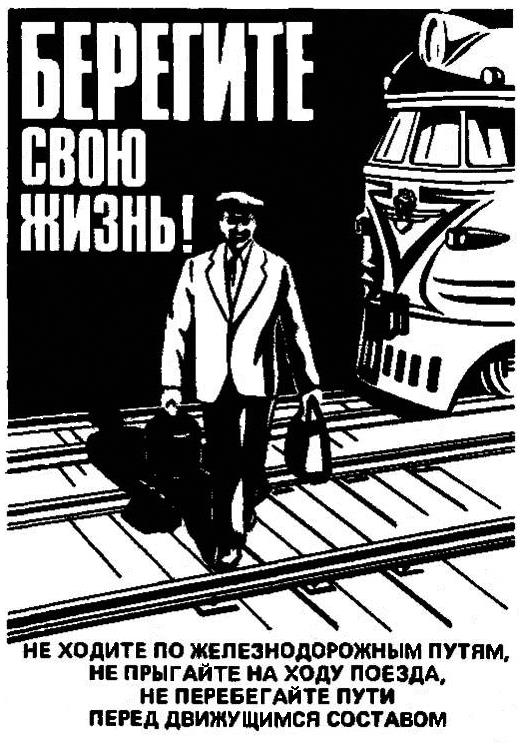 БЕРЕГИТЕ
СВОЮ
ЖИЗНЬ!
НЕ ХОДИТЕ ПО ЖЕЛЕЗНОДОРОЖНЫМ ПУТЯМ,
НЕ ПРЫГАЙТЕ НА ХОДУ ПОЕЗДА,
НЕ ПЕРЕБЕГАЙТЕ ПУТИ
ПЕРЕД ДВИЖУЩИМСЯ СОСТАВОМ